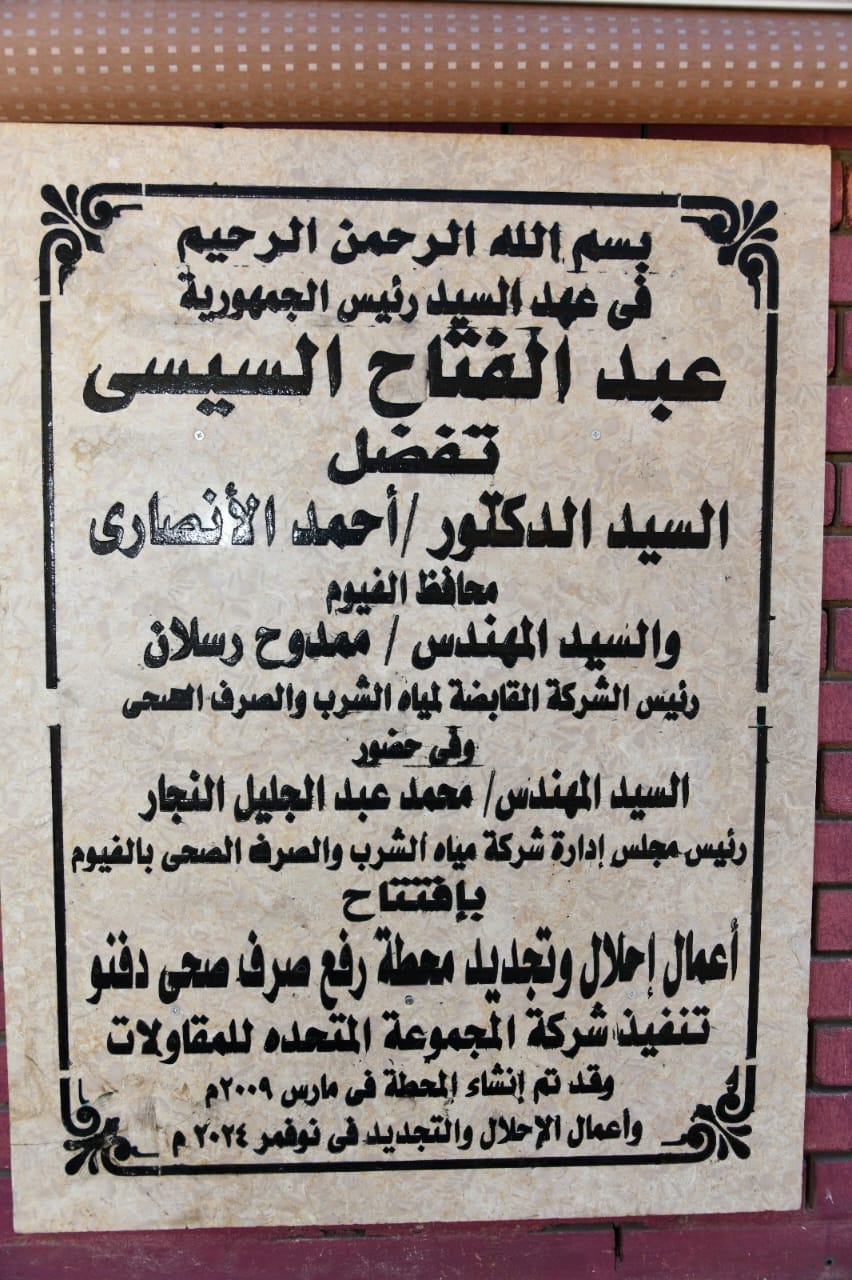 بسم الله الرحمن الرحيم
فى عهد السيد رئيس الجمهورية
عبد الفتاح السيسى
تفضل
السيد الدكتور /أحمد الأنصارى
محافظ الفيوم
والسيد المهندس / ممدوح رسلان
رئيس الشركة القابضة لمياه الشرب والصرف الصحى
وفى حضور
السيد المهندس/ محمد عبد الجليل النجار
رئيس مجلس إدارة شركة مياه الشرب والصرف الصحى بالفيوم
بإفتتاح
أعمال إحلال وتجديد محطة رفع صرف صحى دفنو
تنفيذ شركة المجموعة المتحده للمقاولات
وقد تم إنشاء المحطة فى مارس ٢٠٠٩م
وأعمال الإحلال والتجديد فى نوفمر ٢٠٢٤ م